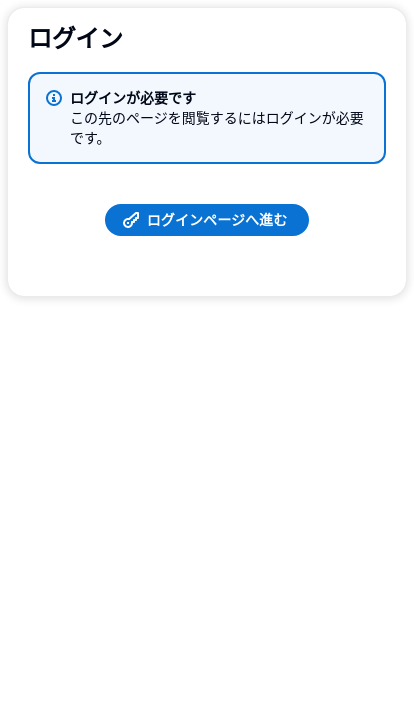 ログイン
ログインが必要です
この先のページを閲覧するにはログインが必要
です。
ログインページへ進む